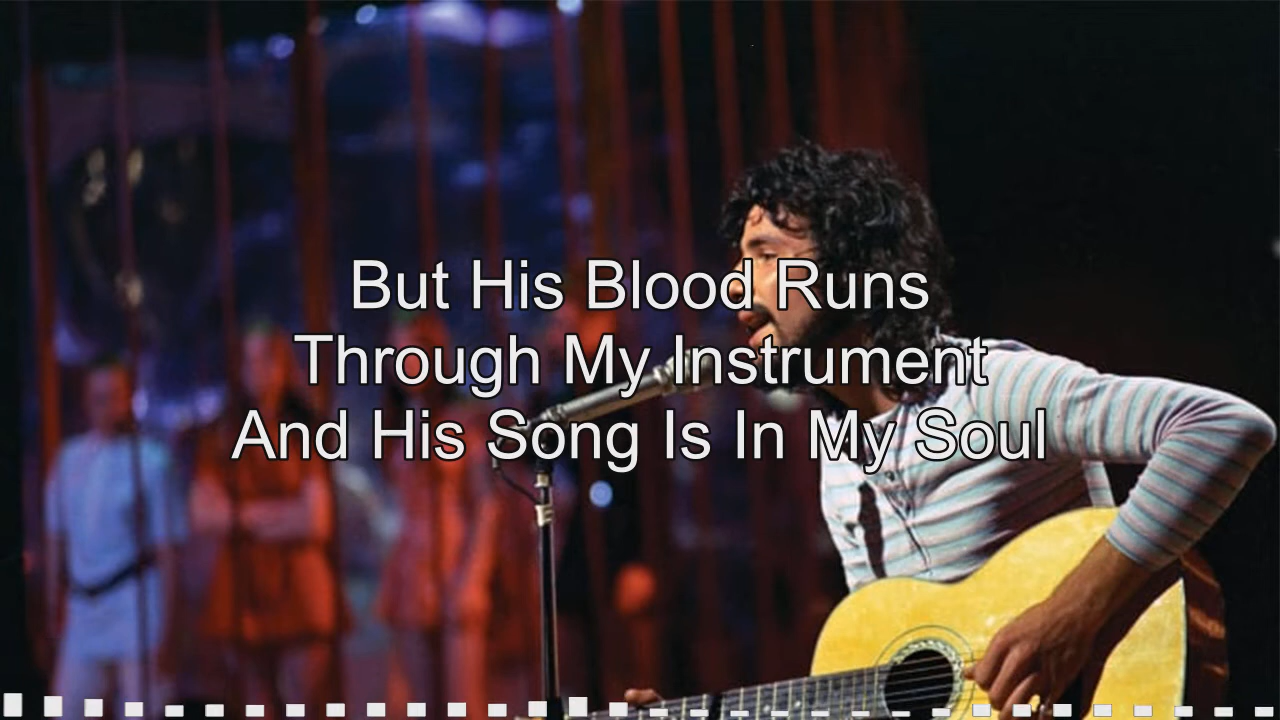 But His Blood Runs
Through My Instrument
And His Song Is In My Soul